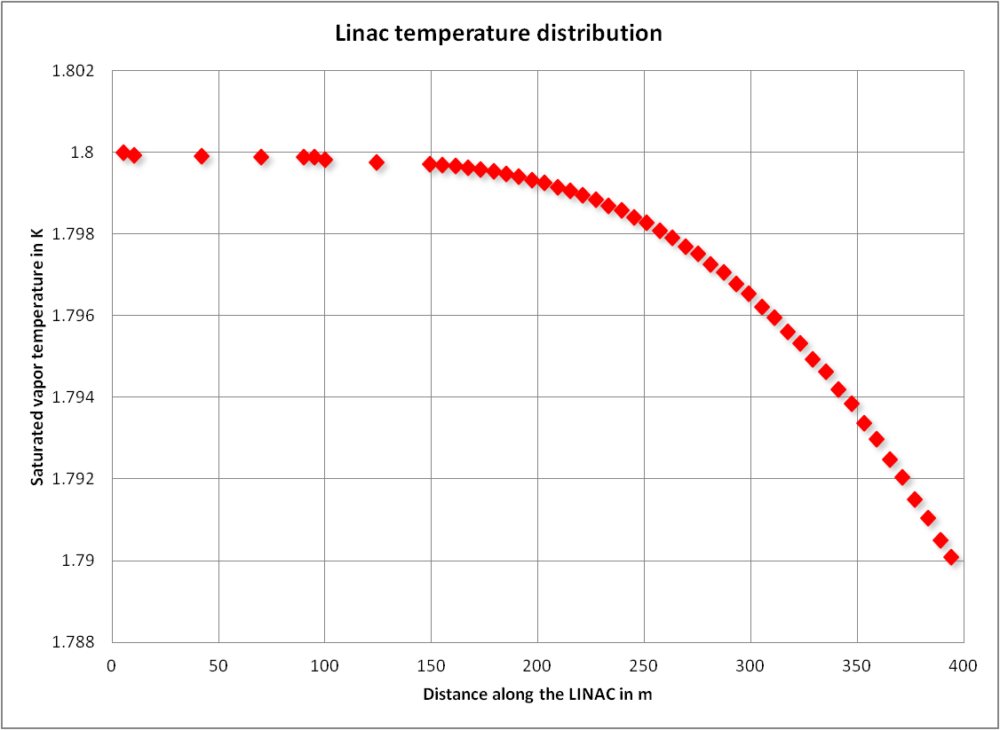 Linac temperature distribution
1.802
1.8
1.798
1.796
1.794
1.792
1.79
1.788
Saturated vapor temperature in K
0 50 100 150 200 250 300 350 400
Distance along the LINAC in m